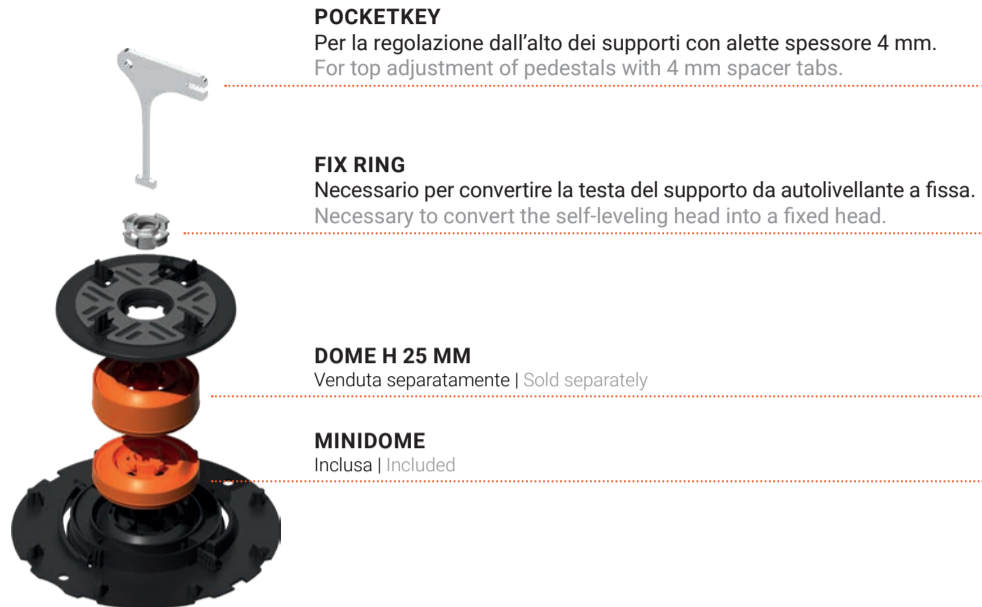 POCKETKEY
Per la regolazione dall’alto dei supporti con alette spessore 4 mm.
For top adjustment of pedestals with 4 mm spacer tabs.
FIX RING
Necessario per convertire la testa del supporto da autolivellante a fissa.
Necessary to convert the self-leveling head into a fixed head.
DOME H 25 MM
Venduta separatamente | Sold separately
MINIDOME
Inclusa | Included